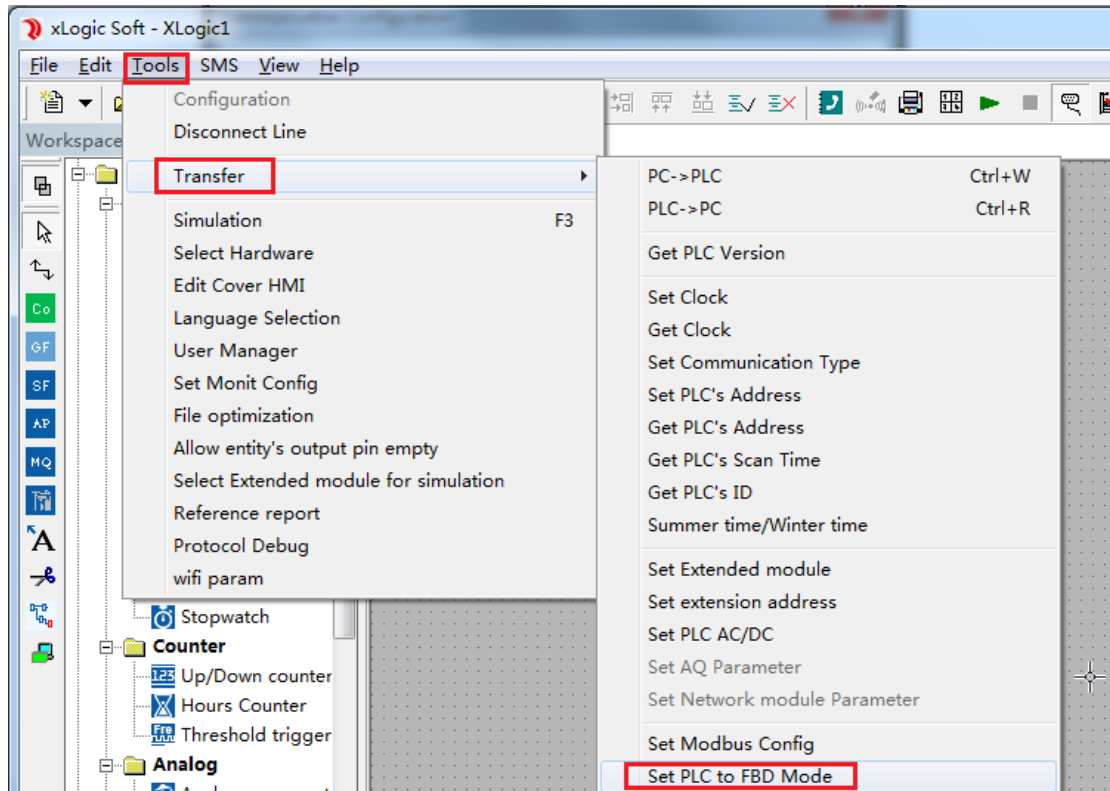 xLogic Soft - XLogic1
File Edit Tools SMS View Help
Workspace
Configuration
Disconnect Line
Transfer
Simulation F3
Select Hardware
Edit Cover HMI
Language Selection
User Manager
Set Monit Config
File optimization
Allow entity's output pin empty
Select Extended module for simulation
Reference report
Protocol Debug
wifi param
PC->PLC Ctrl+W
PLC->PC Ctrl+R
Get PLC Version
Set Clock
Get Clock
Set Communication Type
Set PLC's Address
Get PLC's Address
Get PLC's Scan Time
Get PLC's ID
Summer time/Winter time
Set Extended module
Set extension address
Set PLC AC/DC
Set AQ Parameter
Set Network module Parameter
Set Modbus Config
Set PLC to FBD Mode
Co
GF
SF
AP
MQ
A
Stopwatch
Counter
Up/Down counter
Hours Counter
Threshold trigger
Analog